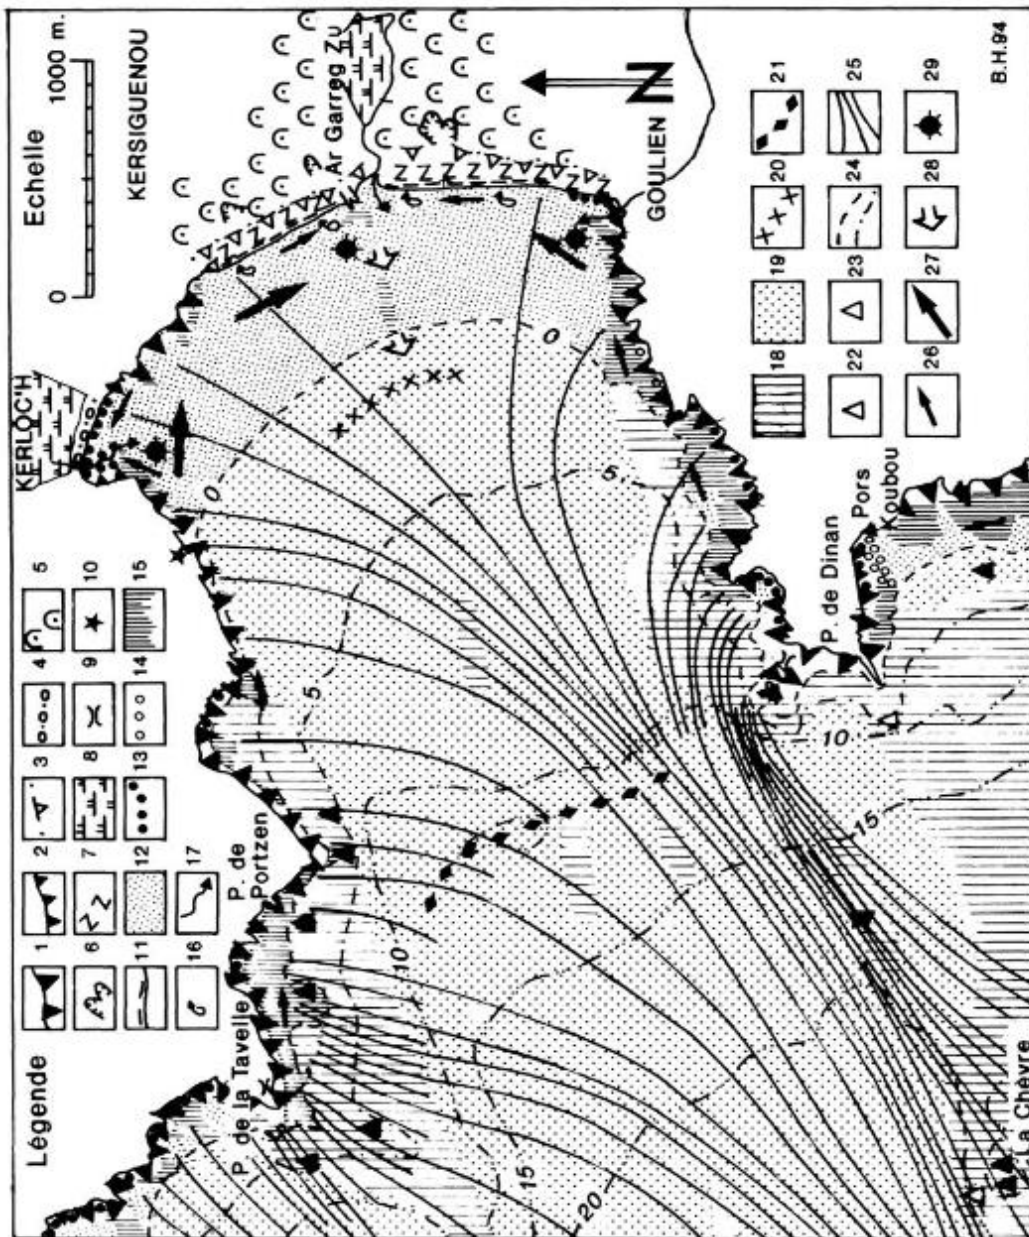 Légende
1 2 3 4 5
6 7 8 9 10
11 12 13 14 15
16 17
Echelle
0 1000 m.
KERSIGUENOU
KERLOC'H
Ar Garreg Zu
N
GOULIEN
P. de la Tavelle
P. de
Portzen
P. de Dinan
Pors
Koubou
La Chèvre
0
0
5
5
10
10
15
15
20
18 19 20 21
22 23 24 25
26 27 28 29
B.H.94